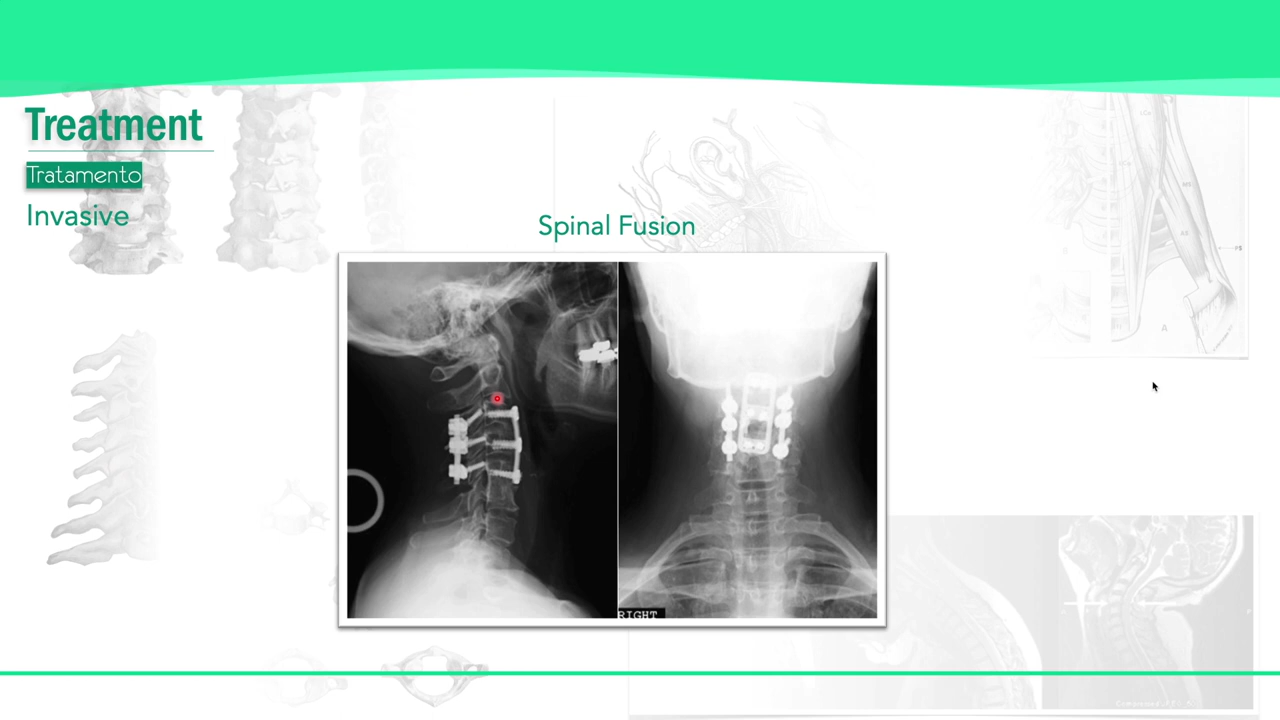 Treatment
Tratamento
Invasive
Spinal Fusion
RIGHT
A